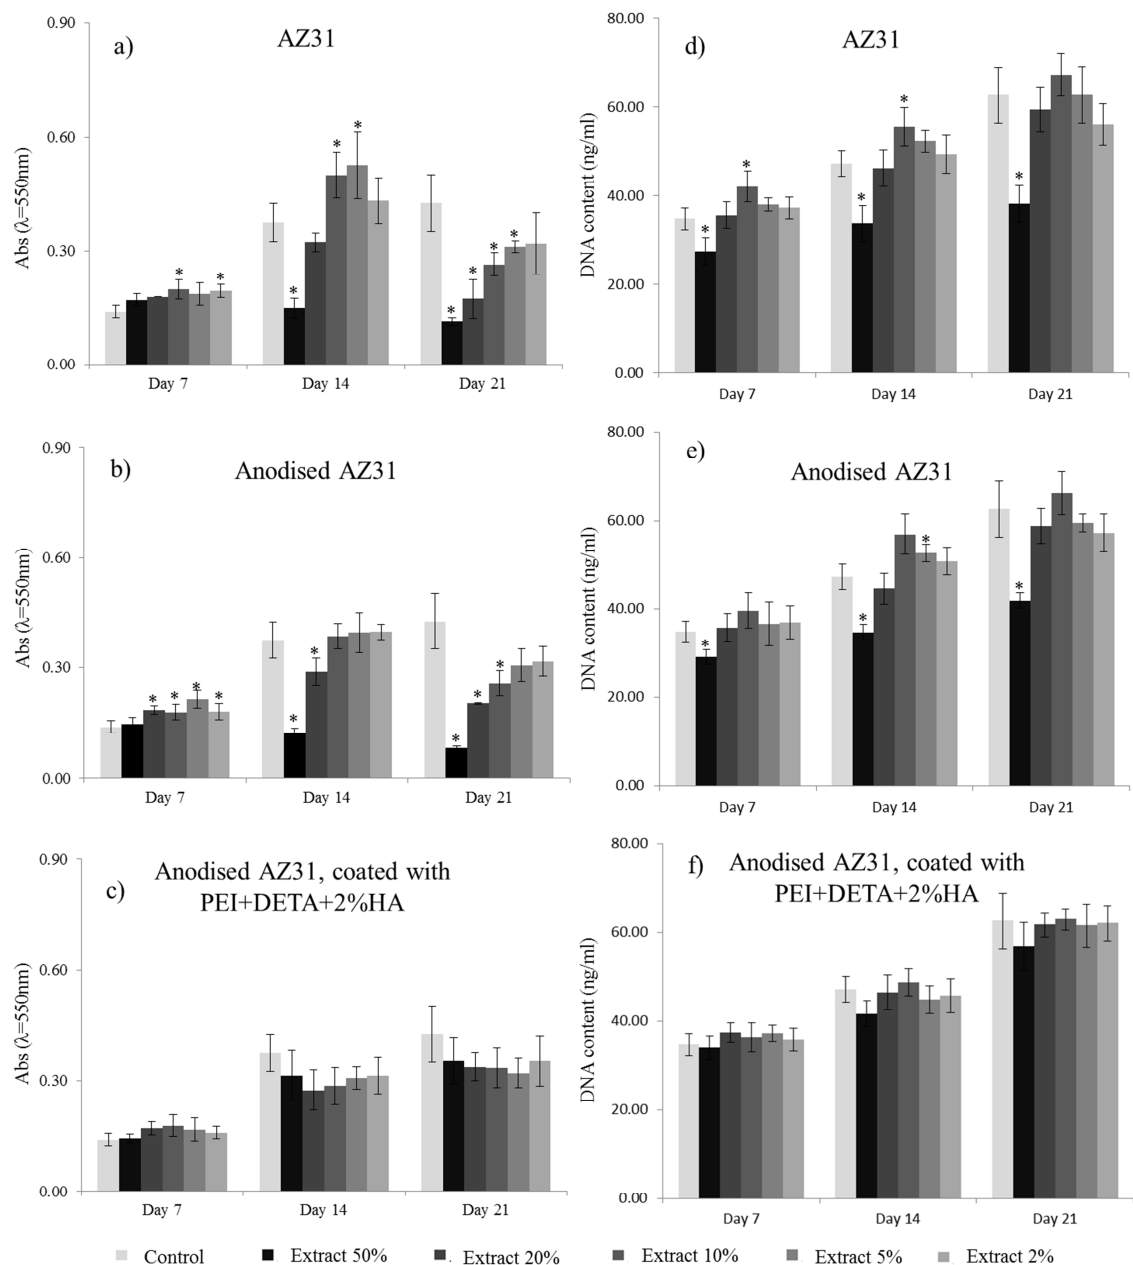 a)
AZ31
Abs (λ=550nm)
0.90
0.60
0.30
0.00
* * * * * * * * * 
Day 7 Day 14 Day 21
d)
AZ31
DNA content (ng/ml)
80.00
60.00
40.00
20.00
0.00
* * * * *
Day 7 Day 14 Day 21
b)
Anodised AZ31
Abs (λ=550nm)
0.90
0.60
0.30
0.00
* * * * * * * * *
Day 7 Day 14 Day 21
e)
Anodised AZ31
DNA content (ng/ml)
80.00
60.00
40.00
20.00
0.00
* * * *
Day 7 Day 14 Day 21
c)
Anodised AZ31, coated with
PEI+DETA+2%HA
Abs (λ=550nm)
0.90
0.60
0.30
0.00
Day 7 Day 14 Day 21
f)
Anodised AZ31, coated with
PEI+DETA+2%HA
DNA content (ng/ml)
80.00
60.00
40.00
20.00
0.00
Day 7 Day 14 Day 21
Control Extract 50% Extract 20% Extract 10% Extract 5% Extract 2%